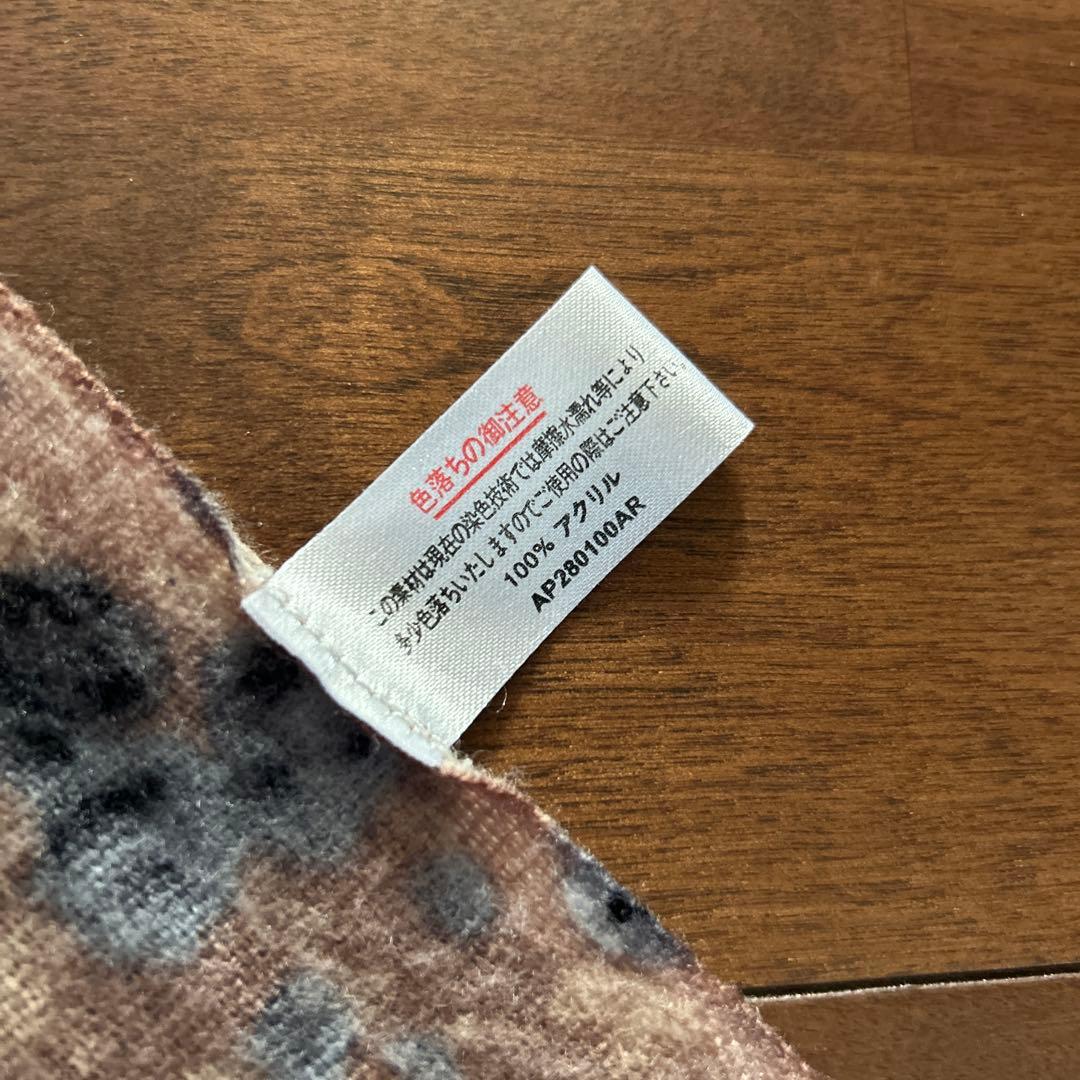 色落ちの御注意
この素材は現在の染色技術では摩擦水濡れ等により
多少色落ちいたしますのでご使用の際はご注意下さい。
100% アクリル
AP280100AR